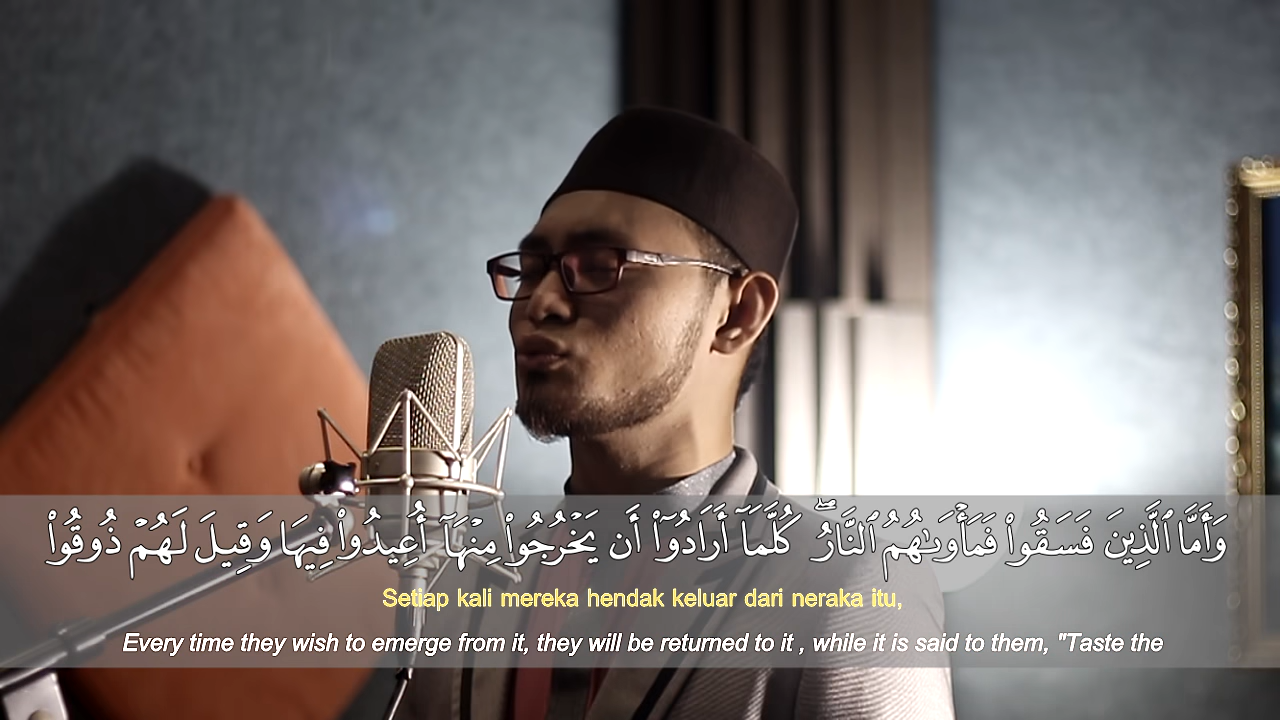 وَأَمَّا ٱلَّذِينَ فَسَقُوا۟ فَمَأْوَىٰهُمُ ٱلنَّارُ ۖ كُلَّمَآ أَرَادُوٓا۟ أَن يَخْرُجُوا۟ مِنْهَآ أُعِيدُوا۟ فِيهَا وَقِيلَ لَهُمْ ذُوقُوا۟
Setiap kali mereka hendak keluar dari neraka itu,
Every time they wish to emerge from it, they will be returned to it , while it is said to them, "Taste the